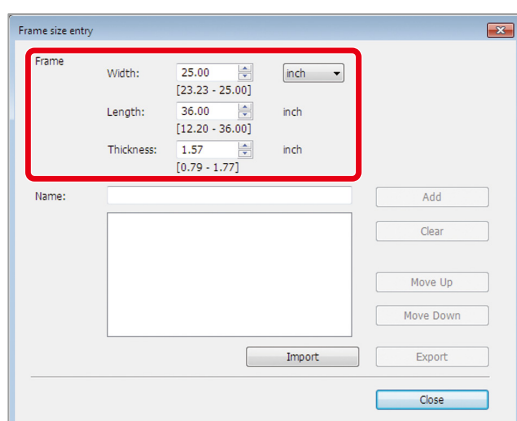 Frame size entry
Frame
Width: 25.00 inch
[23.23 - 25.00]
Length: 36.00 inch
[12.20 - 36.00]
Thickness: 1.57 inch
[0.79 - 1.77]
Name: Add
Clear
Move Up
Move Down
Import Export
Close